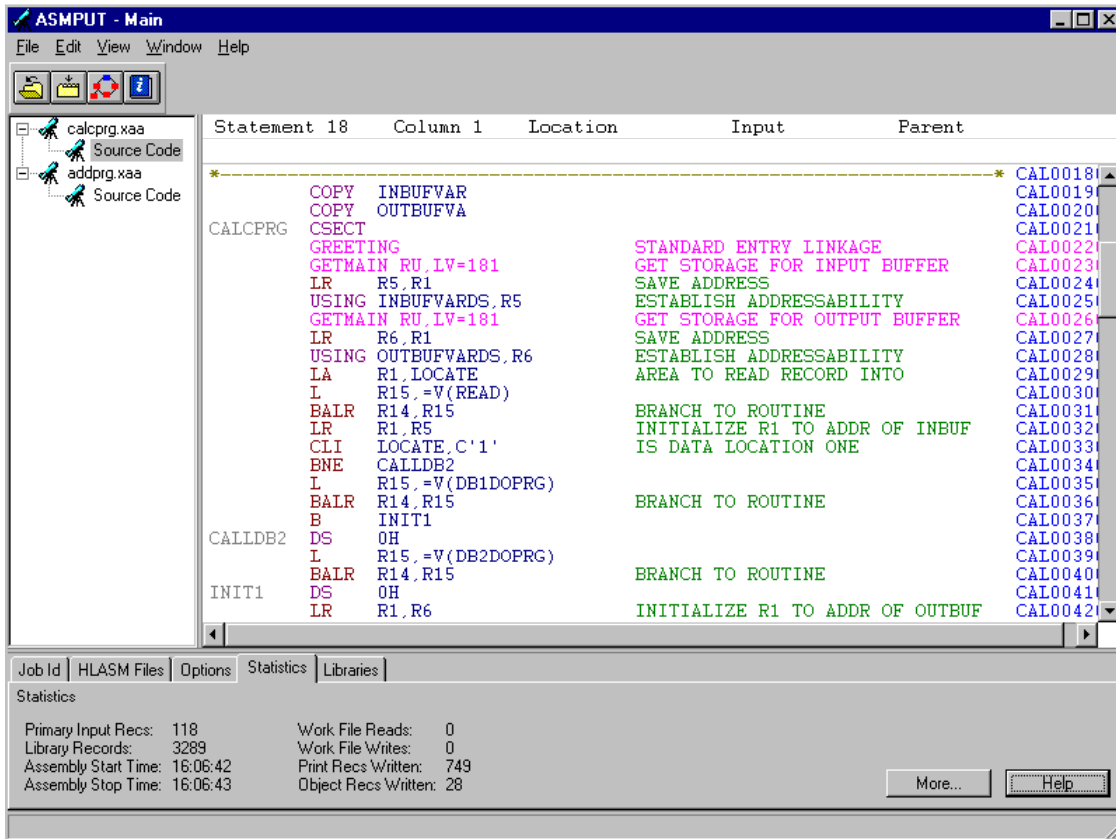 ASMPUT - Main
File Edit View Window Help
calcprg.xaa
Source Code
addprg.xaa
Source Code
Statement 18 Column 1 Location Input Parent
*---------------------------------------------------------------------* CAL0018
COPY INBUFVAR CAL0019
COPY OUTBUFVA CAL0020
CALCPRG CSECT CAL0021
GREETING STANDARD ENTRY LINKAGE CAL0022
GETMAIN RU,LV=181 GET STORAGE FOR INPUT BUFFER CAL0023
LR R5,R1 SAVE ADDRESS CAL0024
USING INBUFVARDS,R5 ESTABLISH ADDRESSABILITY CAL0025
GETMAIN RU,LV=181 GET STORAGE FOR OUTPUT BUFFER CAL0026
LR R6,R1 SAVE ADDRESS CAL0027
USING OUTBUFVARDS,R6 ESTABLISH ADDRESSABILITY CAL0028
LA R1,LOCATE AREA TO READ RECORD INTO CAL0029
L R15,=V(READ) CAL0030
BALR R14,R15 BRANCH TO ROUTINE CAL0031
LR R1,R5 INITIALIZE R1 TO ADDR OF INBUF CAL0032
CLI LOCATE,C'1' IS DATA LOCATION ONE CAL0033
BNE CALLDB2 CAL0034
L R15,=V(DB1DOPRG) CAL0035
BALR R14,R15 BRANCH TO ROUTINE CAL0036
B INIT1 CAL0037
CALLDB2 DS 0H CAL0038
L R15,=V(DB2DOPRG) CAL0039
BALR R14,R15 BRANCH TO ROUTINE CAL0040
INIT1 DS 0H CAL0041
LR R1,R6 INITIALIZE R1 TO ADDR OF OUTBUF CAL0042
Job Id HLASM Files Options Statistics Libraries
Statistics
Primary Input Recs: 118 Work File Reads: 0
Library Records: 3289 Work File Writes: 0
Assembly Start Time: 16:06:42 Print Recs Written: 749
Assembly Stop Time: 16:06:43 Object Recs Written: 28
More... Help